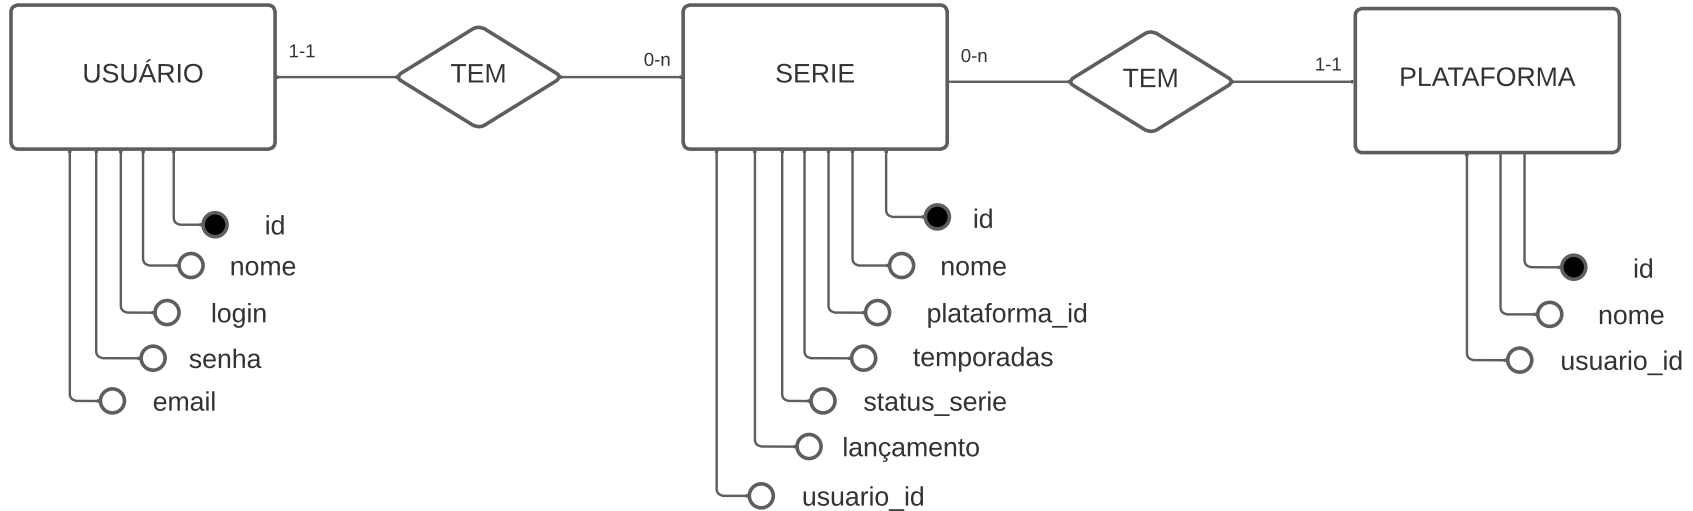 USUÁRIO
1-1
TEM
0-n
SERIE
0-n
TEM
1-1
PLATAFORMA
id
nome
login
senha
email
id
nome
plataforma_id
temporadas
status_serie
lançamento
usuario_id
id
nome
usuario_id